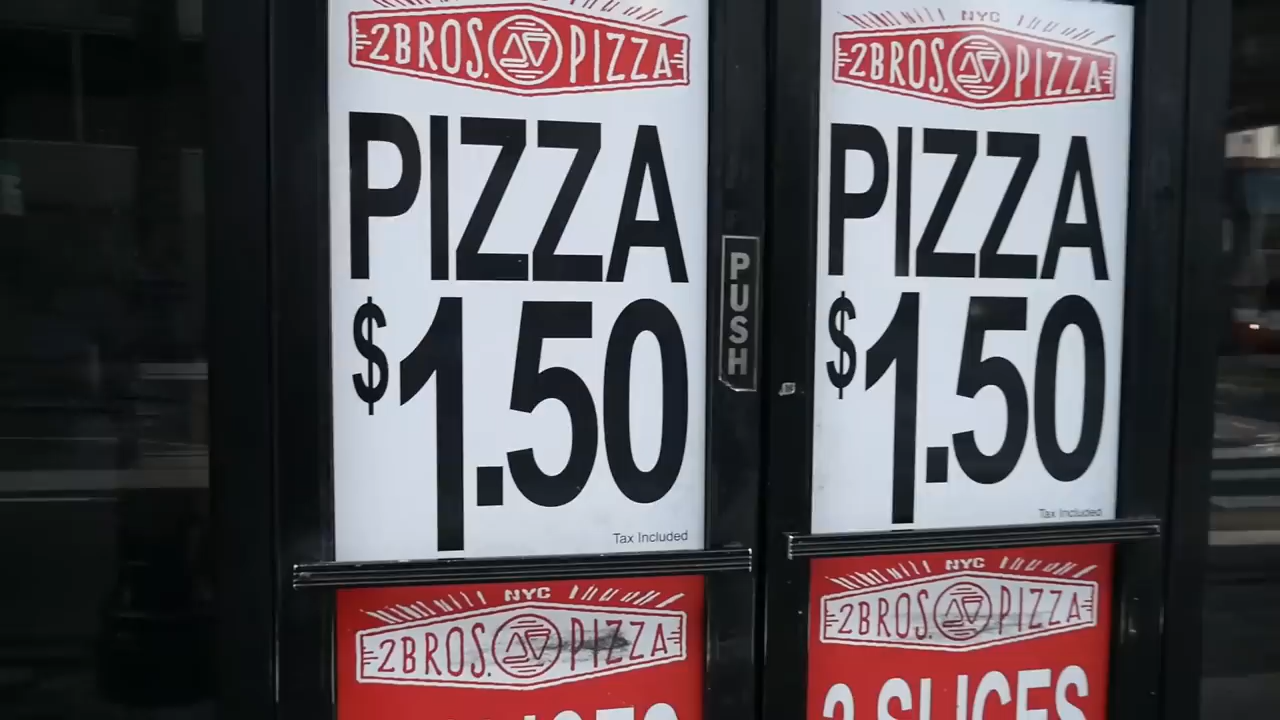 2BROS. PIZZA
PIZZA
$1.50
Tax Included
NYC
2BROS. PIZZA
PUSH
NYC
2BROS. PIZZA
PIZZA
$1.50
Tax Included
NYC
2BROS. PIZZA
SLICES